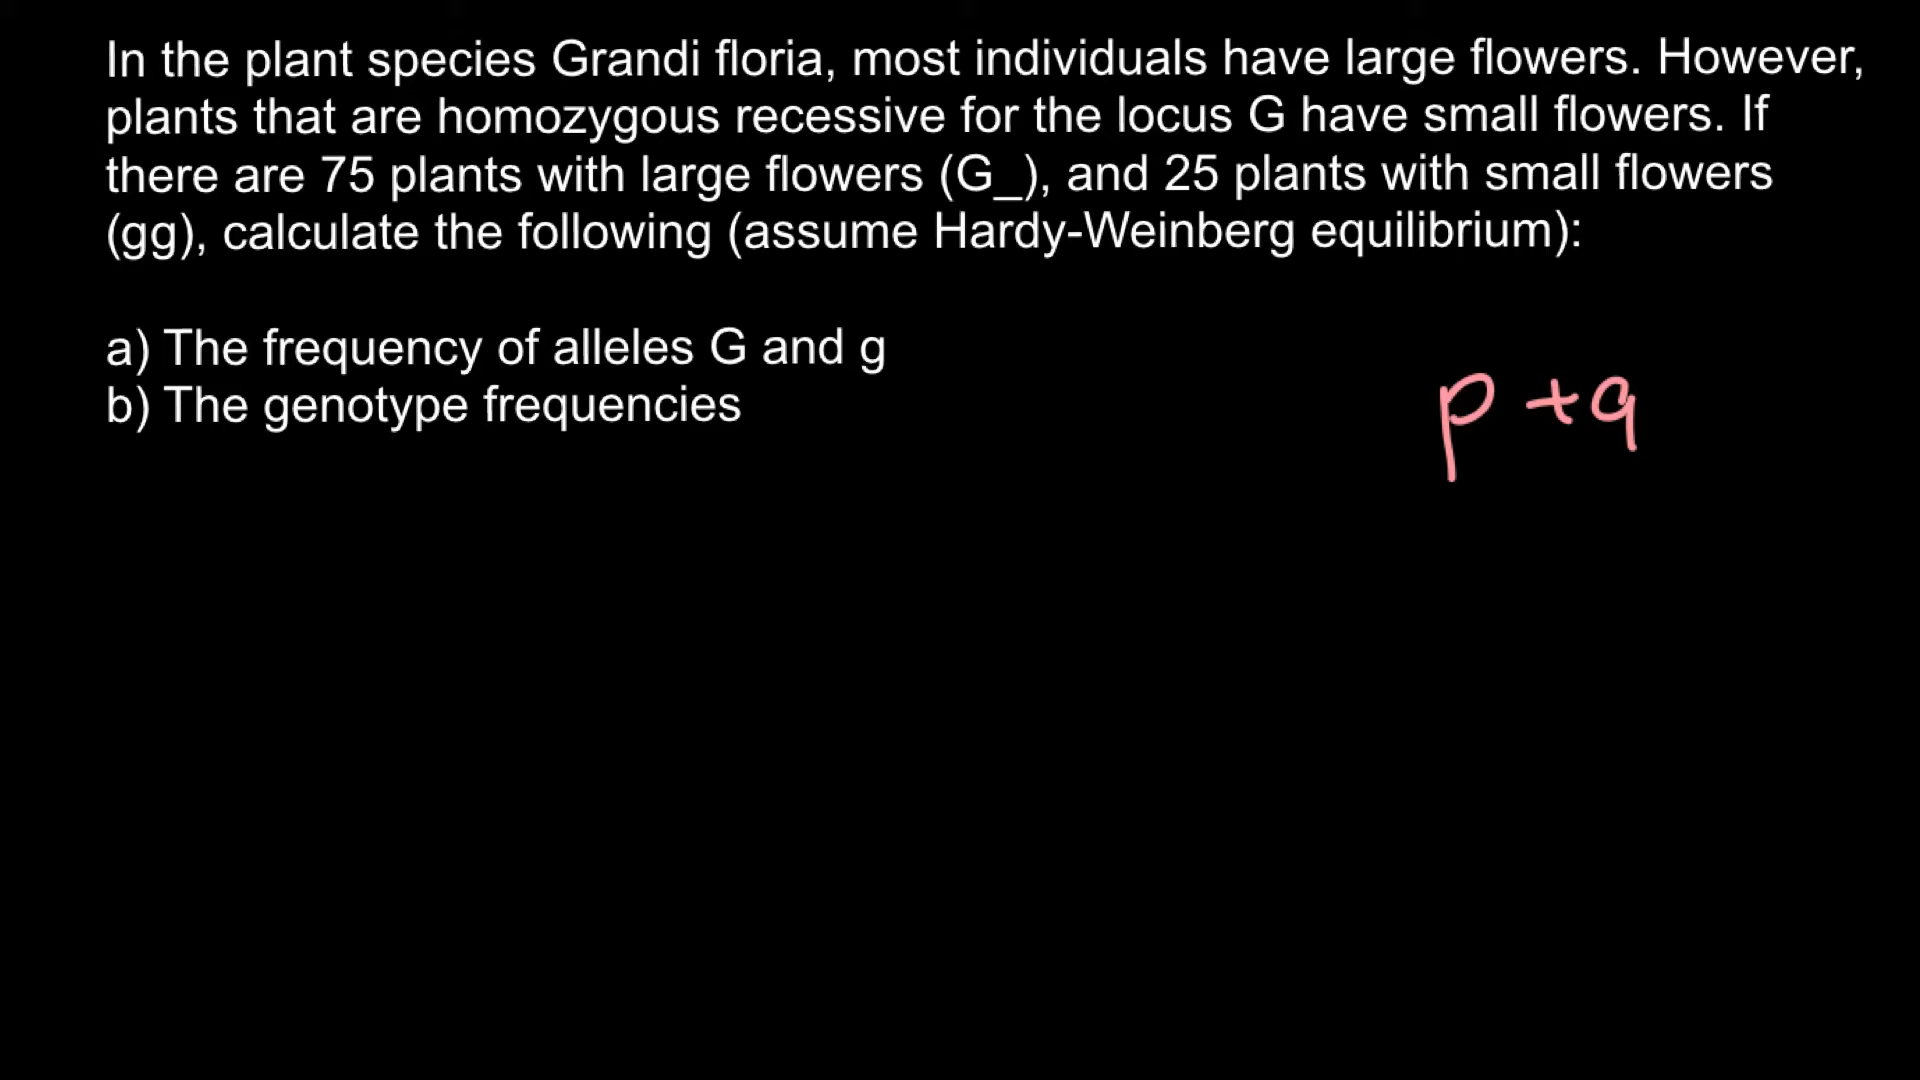 In the plant species Grandi floria, most individuals have large flowers. However,
plants that are homozygous recessive for the locus G have small flowers. If
there are 75 plants with large flowers (G_), and 25 plants with small flowers
(gg), calculate the following (assume Hardy-Weinberg equilibrium):
a) The frequency of alleles G and g
b) The genotype frequencies
p + q